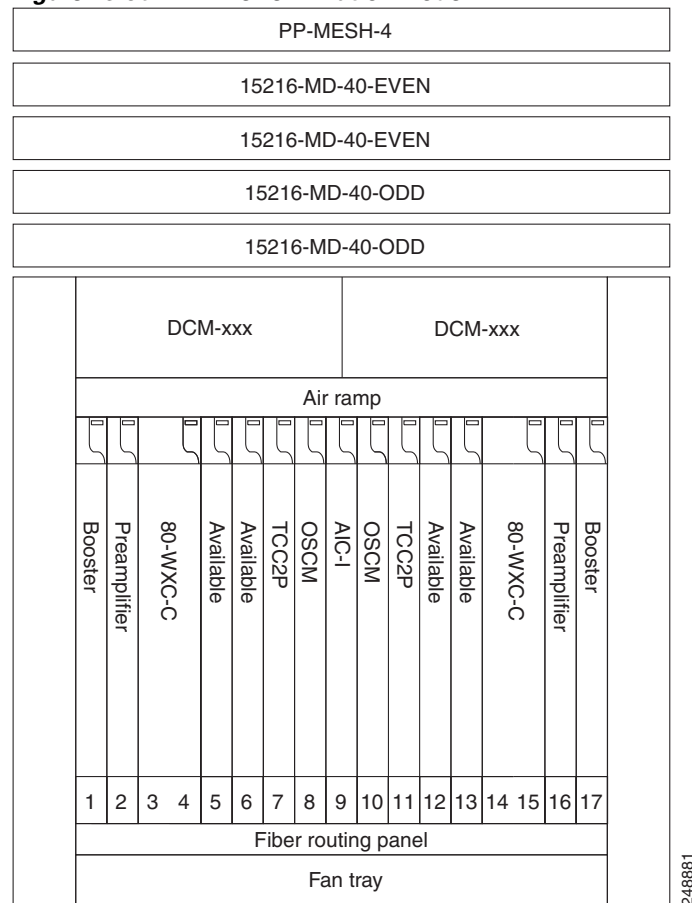 PP-MESH-4
15216-MD-40-EVEN
15216-MD-40-EVEN
15216-MD-40-ODD
15216-MD-40-ODD
DCM-xxx DCM-xxx
Air ramp
Booster
Preamplifier
80-WXC-C
Available
Available
TCC2P
OSCM
AIC-I
OSCM
TCC2P
Available
Available
80-WXC-C
Preamplifier
Booster
1 2 3 4 5 6 7 8 9 10 11 12 13 14 15 16 17
Fiber routing panel
Fan tray
248881